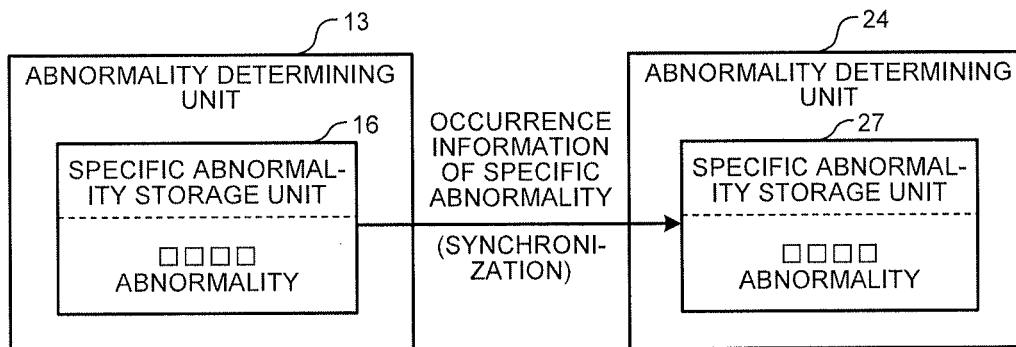 13
ABNORMALITY DETERMINING
UNIT
16
SPECIFIC ABNORMAL-
ITY STORAGE UNIT
□□□□
ABNORMALITY
OCCURRENCE
INFORMATION
OF SPECIFIC
ABNORMALITY
(SYNCHRONI-
ZATION)
24
ABNORMALITY DETERMINING
UNIT
27
SPECIFIC ABNORMAL-
ITY STORAGE UNIT
□□□□
ABNORMALITY